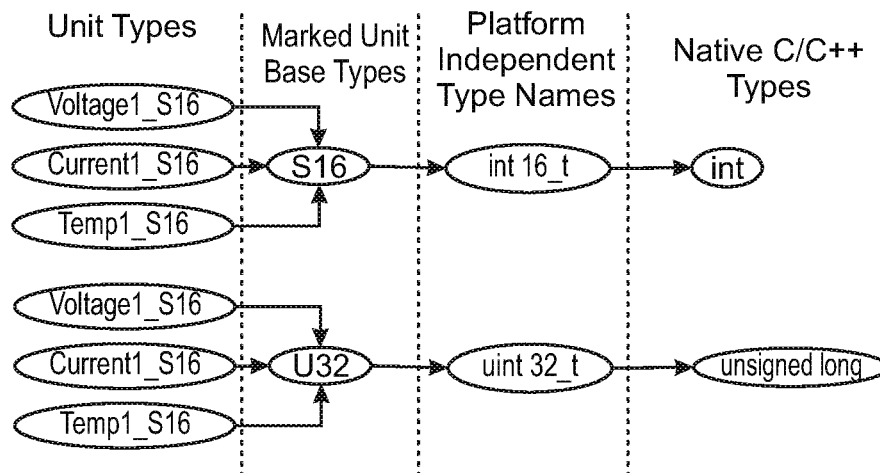 Unit Types
Marked Unit
Base Types
Platform
Independent
Type Names
Native C/C++
Types
Voltage1_S16
Current1_S16
S16
int 16_t
int
Temp1_S16
Voltage1_S16
Current1_S16
U32
uint 32_t
unsigned long
Temp1_S16